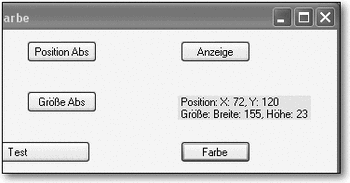 arbe
Position Abs
Anzeige
Größe Abs
Position: X: 72, Y: 120
Größe: Breite: 155, Höhe: 23
Test
Farbe